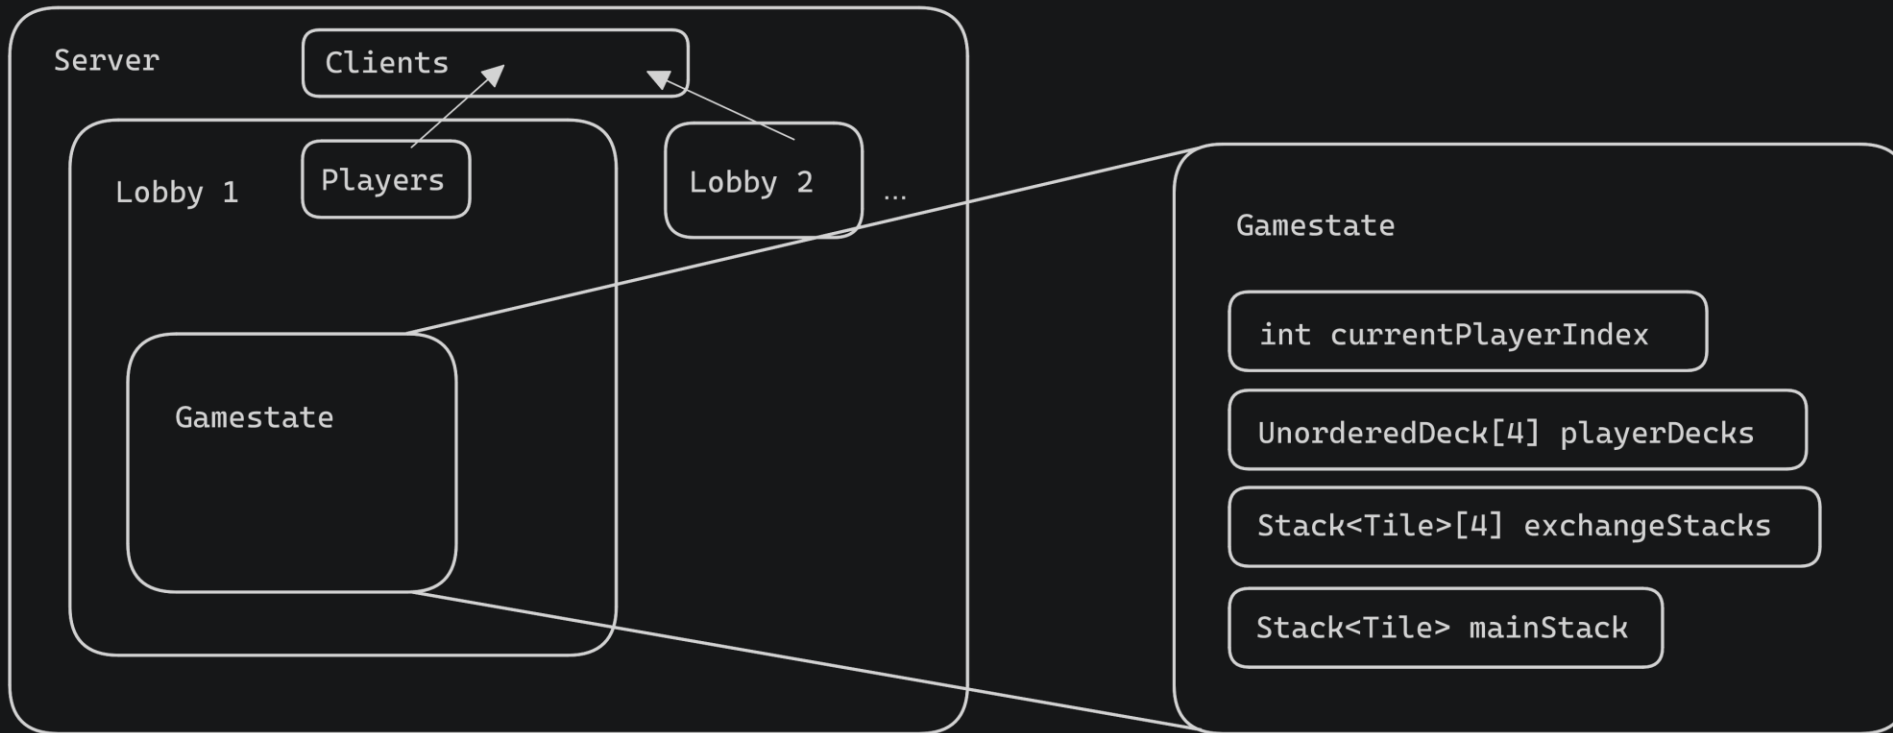 Server
Clients
Lobby 1
Players
Lobby 2
...
Gamestate
Gamestate
int currentPlayerIndex
UnorderedDeck[4] playerDecks
Stack<Tile>[4] exchangeStacks
Stack<Tile> mainStack